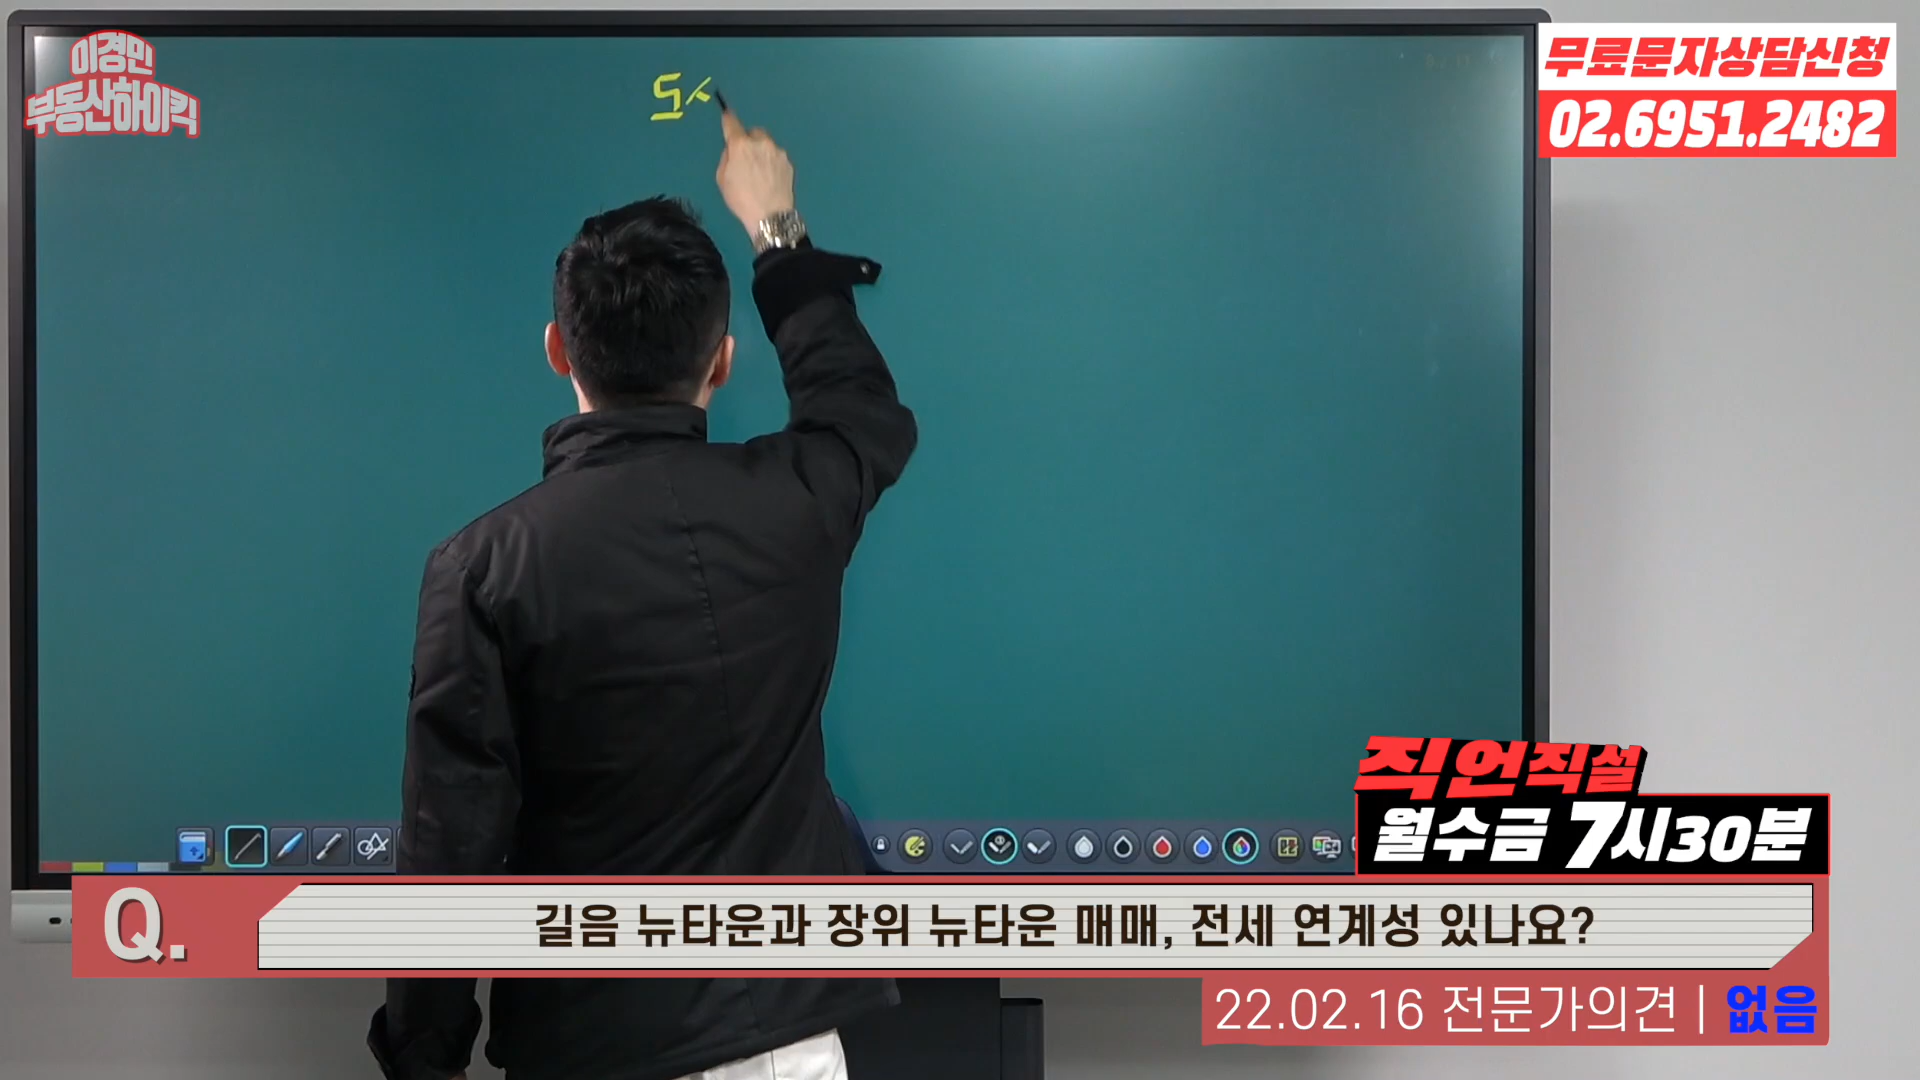 이경민
부동산하이킥
도시
무료문자상담신청
02.6951.2482
직언직설
월수금 7시30분
Q.
길음 뉴타운과 장위 뉴타운 매매, 전세 연계성 있나요?
22.02.16 전문가의견 | 없음